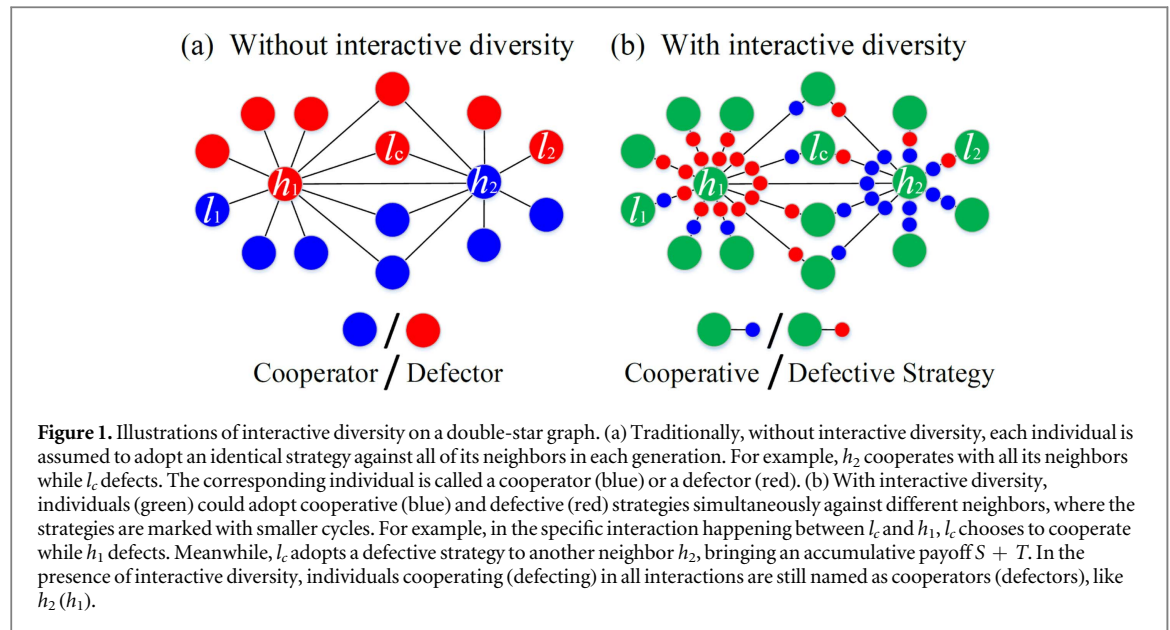 (a) Without interactive diversity
(b) With interactive diversity
h1
lc
h2
l2
l1
h1
lc
h2
l2
l1
/
Cooperator / Defector
/
Cooperative / Defective Strategy
Figure 1. Illustrations of interactive diversity on a double-star graph. (a) Traditionally, without interactive diversity, each individual is
assumed to adopt an identical strategy against all of its neighbors in each generation. For example, h2 cooperates with all its neighbors
while lc defects. The corresponding individual is called a cooperator (blue) or a defector (red). (b) With interactive diversity,
individuals (green) could adopt cooperative (blue) and defective (red) strategies simultaneously against different neighbors, where the
strategies are marked with smaller cycles. For example, in the specific interaction happening between lc and h1, lc chooses to cooperate
while h1 defects. Meanwhile, lc adopts a defective strategy to another neighbor h2, bringing an accumulative payoff S + T. In the
presence of interactive diversity, individuals cooperating (defecting) in all interactions are still named as cooperators (defectors), like
h2 (h1).